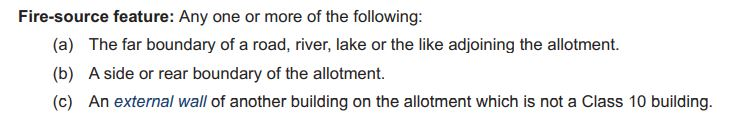 Fire-source feature: Any one or more of the following:
(a) The far boundary of a road, river, lake or the like adjoining the allotment.
(b) A side or rear boundary of the allotment.
(c) An external wall of another building on the allotment which is not a Class 10 building.